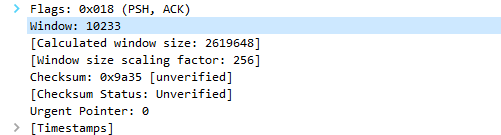 Flags: 0x018 (PSH, ACK)
Window: 10233
[Calculated window size: 2619648]
[Window size scaling factor: 256]
Checksum: 0x9a35 [unverified]
[Checksum Status: Unverified]
Urgent Pointer: 0
[Timestamps]